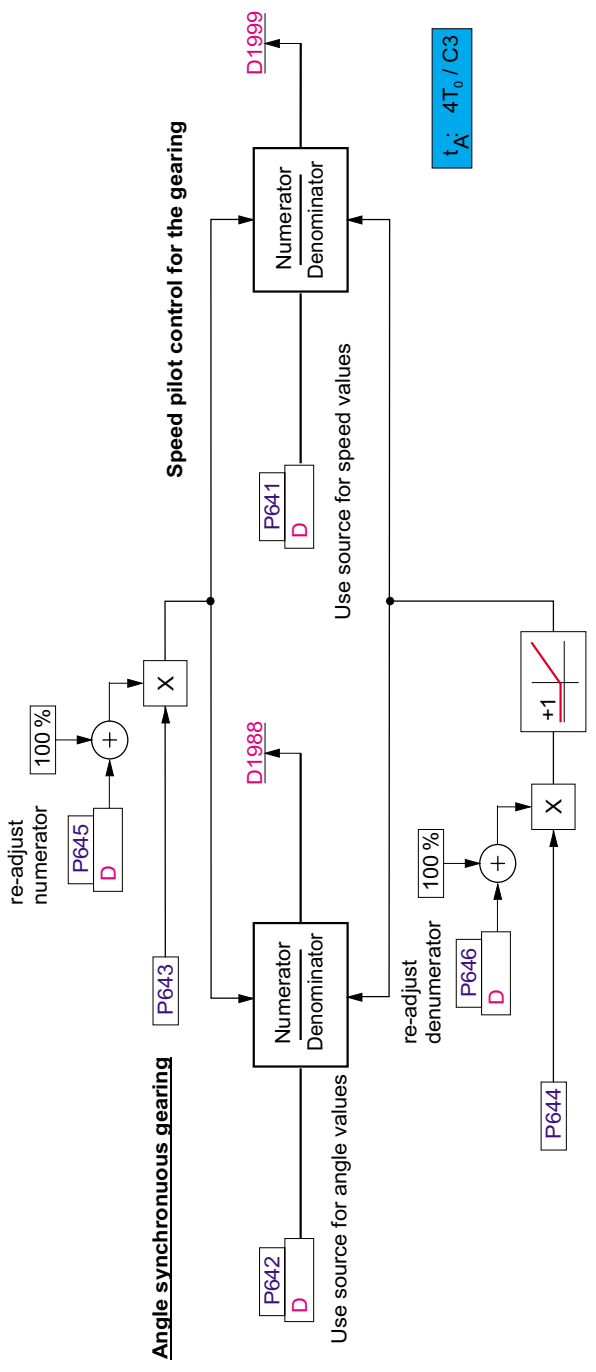 Angle synchronuous gearing
Speed pilot control for the gearing
re-adjust
numerator
P645
D
100 %
+
P643
X
P642
D
Use source for angle values
Numerator
Denominator
D1988
P641
D
Use source for speed values
Numerator
Denominator
D1999
re-adjust
denumerator
P646
D
100 %
+
P644
X
+1
tA: 4T0 / C3